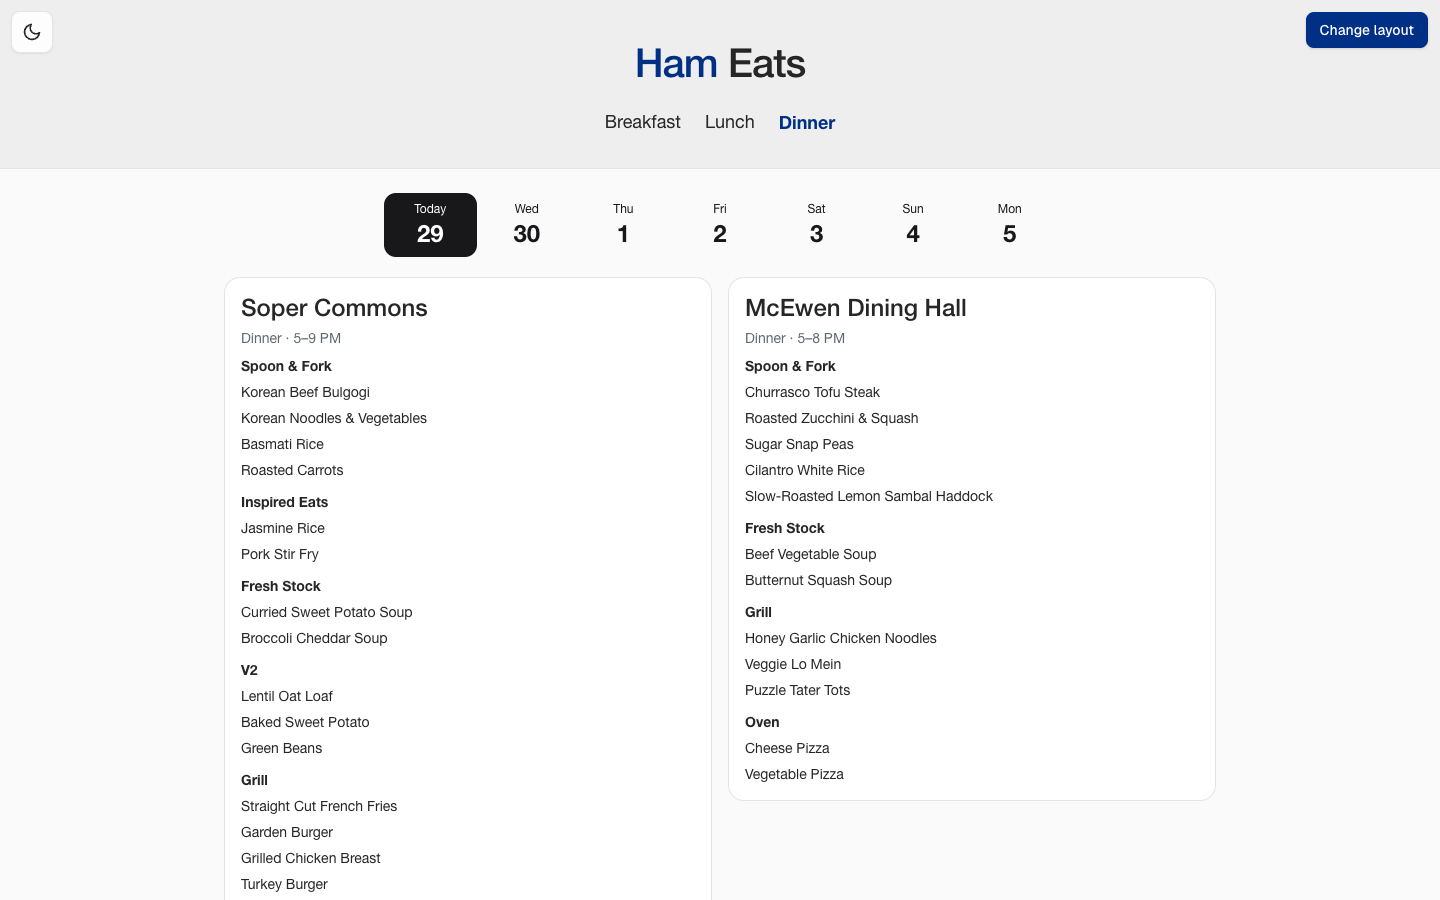 Change layout
Ham Eats
Breakfast Lunch Dinner
Today Wed Thu Fri Sat Sun Mon
29 30 1 2 3 4 5
Soper Commons
Dinner · 5–9 PM
Spoon & Fork
Korean Beef Bulgogi
Korean Noodles & Vegetables
Basmati Rice
Roasted Carrots
Inspired Eats
Jasmine Rice
Pork Stir Fry
Fresh Stock
Curried Sweet Potato Soup
Broccoli Cheddar Soup
V2
Lentil Oat Loaf
Baked Sweet Potato
Green Beans
Grill
Straight Cut French Fries
Garden Burger
Grilled Chicken Breast
Turkey Burger
McEwen Dining Hall
Dinner · 5–8 PM
Spoon & Fork
Churrasco Tofu Steak
Roasted Zucchini & Squash
Sugar Snap Peas
Cilantro White Rice
Slow-Roasted Lemon Sambal Haddock
Fresh Stock
Beef Vegetable Soup
Butternut Squash Soup
Grill
Honey Garlic Chicken Noodles
Veggie Lo Mein
Puzzle Tater Tots
Oven
Cheese Pizza
Vegetable Pizza